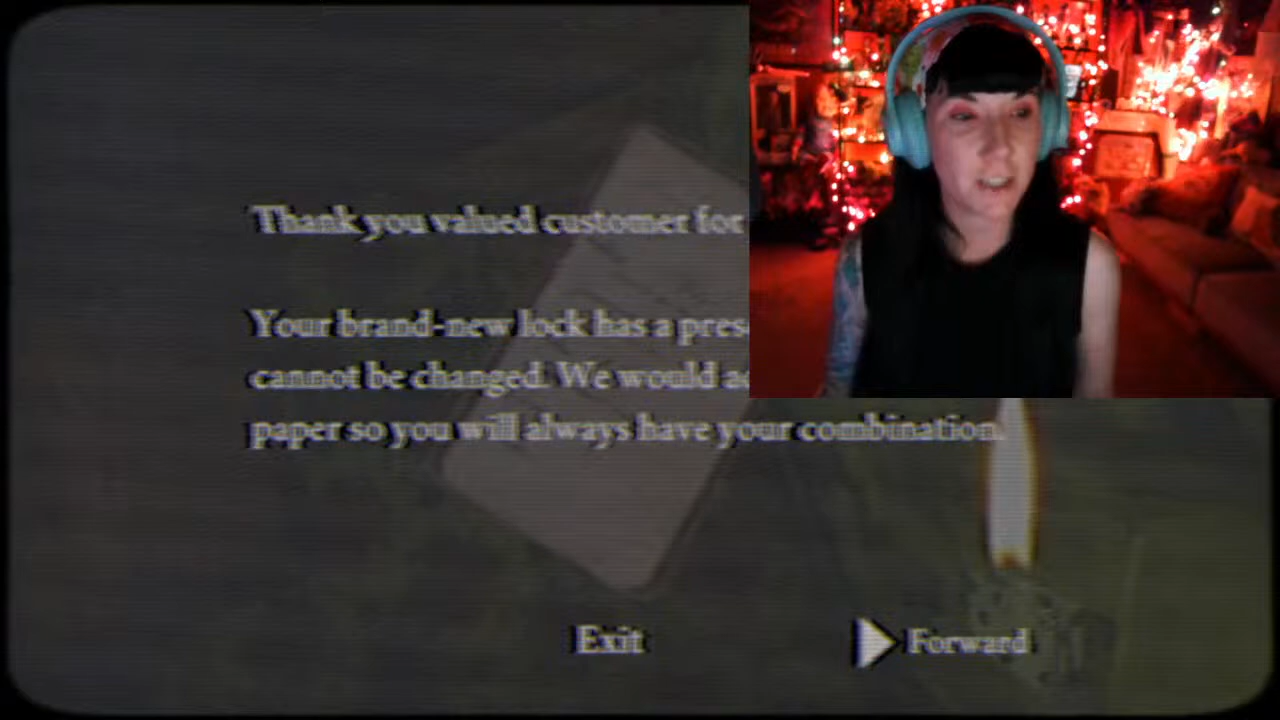 Thank you valued customer for
Your brand-new lock has a
cannot be changed. We would
paper so you will always have your combination.
Exit
Forward